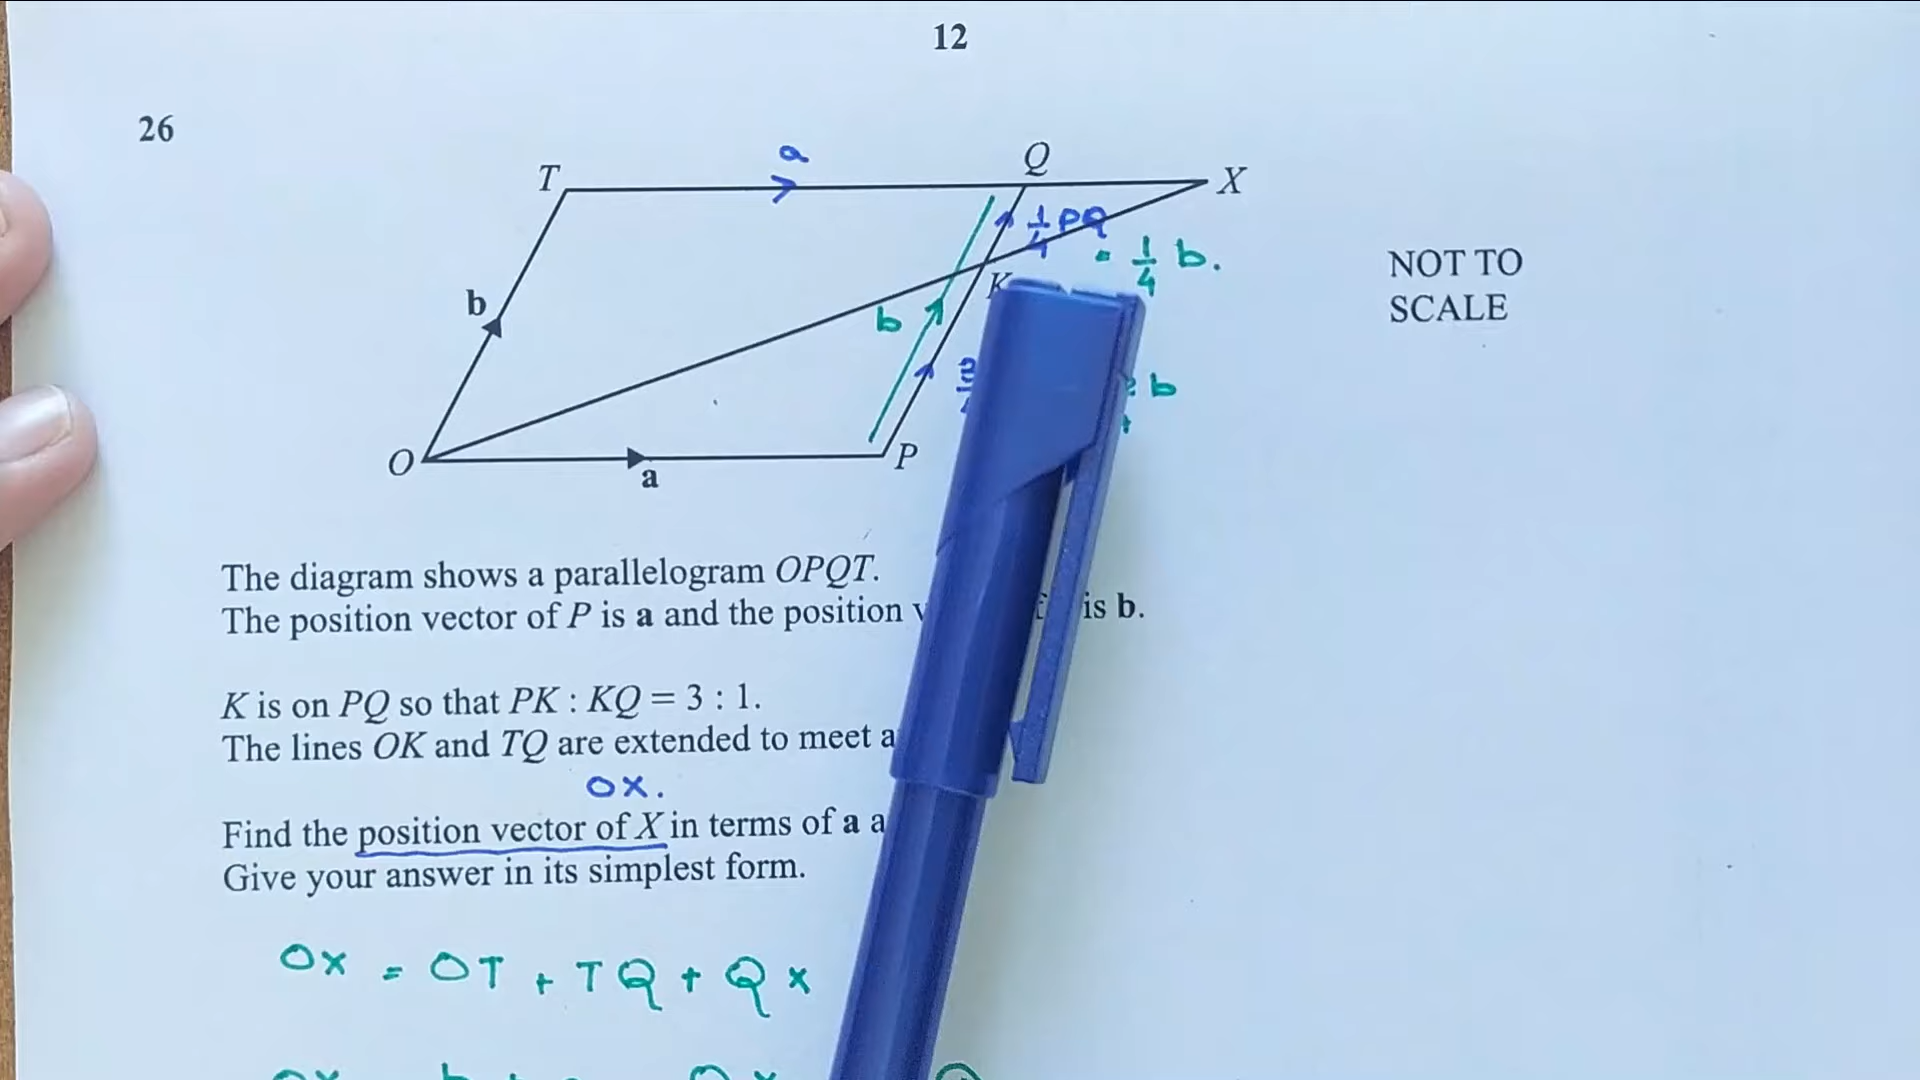 12
26
T
a
Q
X
1/4 PQ
= 1/4 b.
NOT TO
SCALE
b
K
b
b
O
a
P
The diagram shows a parallelogram OPQT.
The position vector of P is a and the position is b.
K is on PQ so that PK : KQ = 3 : 1.
The lines OK and TQ are extended to meet
OX.
Find the position vector of X in terms of a
Give your answer in its simplest form.
OX = OT + TQ + QX